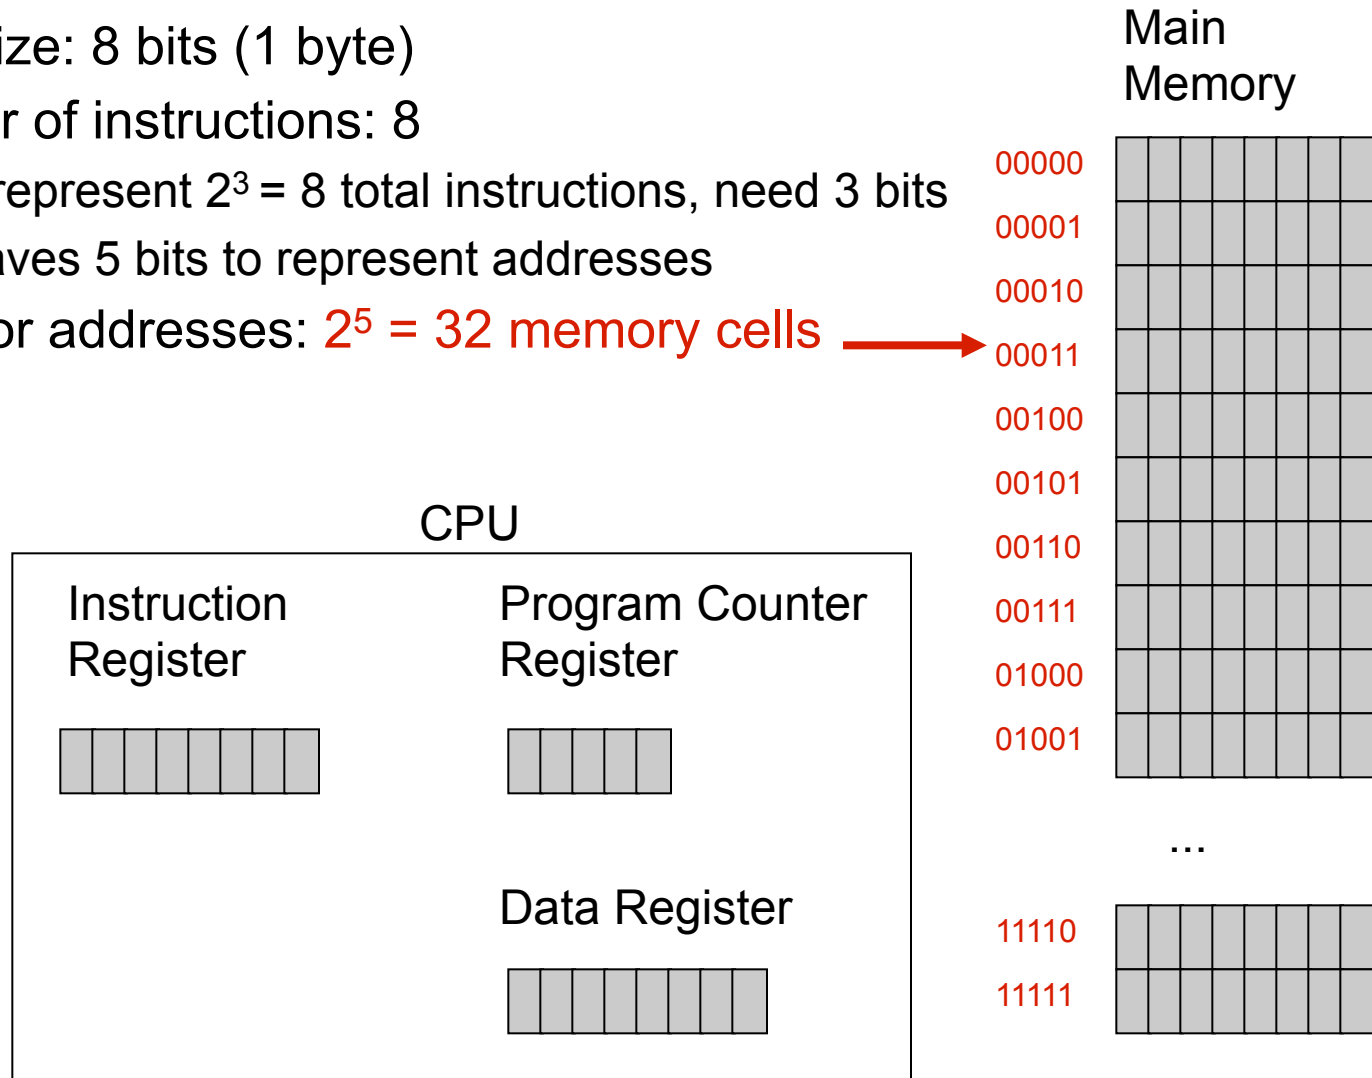 ize: 8 bits (1 byte)
r of instructions: 8
represent 2³ = 8 total instructions, need 3 bits
aves 5 bits to represent addresses
or addresses: 2⁵ = 32 memory cells
Main
Memory
00000
00001
00010
00011
00100
00101
00110
00111
01000
01001
...
11110
11111
CPU
Instruction
Register
Program Counter
Register
Data Register